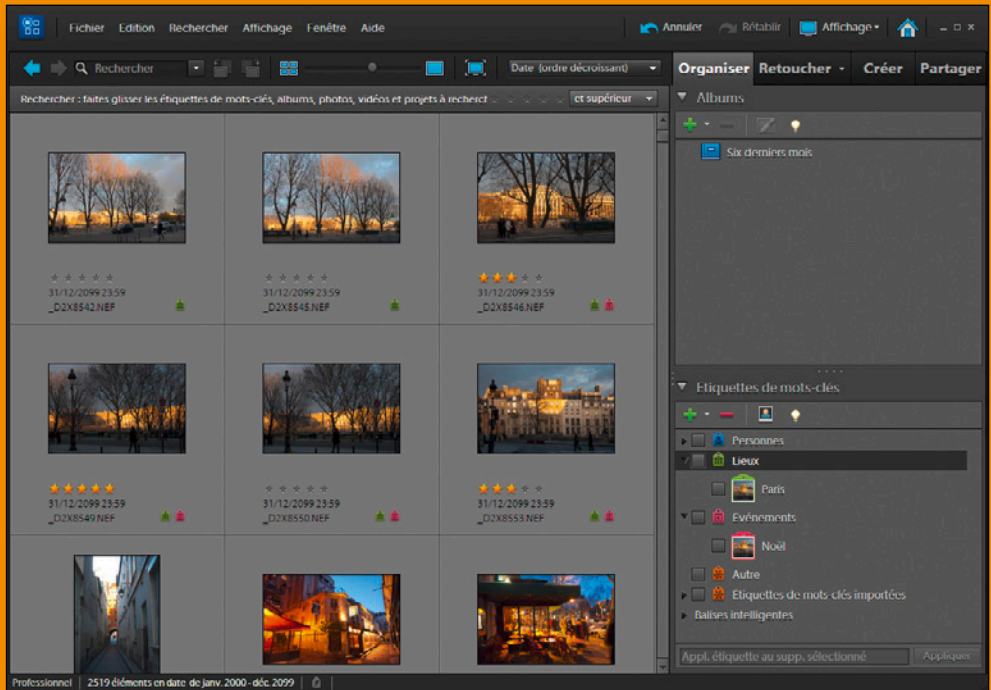 Fichier Edition Rechercher Affichage Fenêtre Aide Annuler Rétablir Affichage
Rechercher Date (ordre décroissant) Organiser Retoucher Créer Partager
Rechercher : faites glisser les étiquettes de mots-clés, albums, photos, vidéos et projets à recherct et supérieur
Albums
Six derniers mois
31/12/2099 23:59 31/12/2099 23:59 31/12/2099 23:59
_D2X8542.NEF _D2X8545.NEF _D2X8546.NEF
31/12/2099 23:59 31/12/2099 23:59 31/12/2099 23:59
_D2X8549.NEF _D2X8550.NEF _D2X8553.NEF
Etiquettes de mots-clés
Personnes
Lieux
Paris
Evénements
Noël
Autre
Etiquettes de mots-clés importées
Balises intelligentes
Appl. étiquette au supp. sélectionné Appliquer
Professionnel 2519 éléments en date de janv. 2000 - déc. 2099